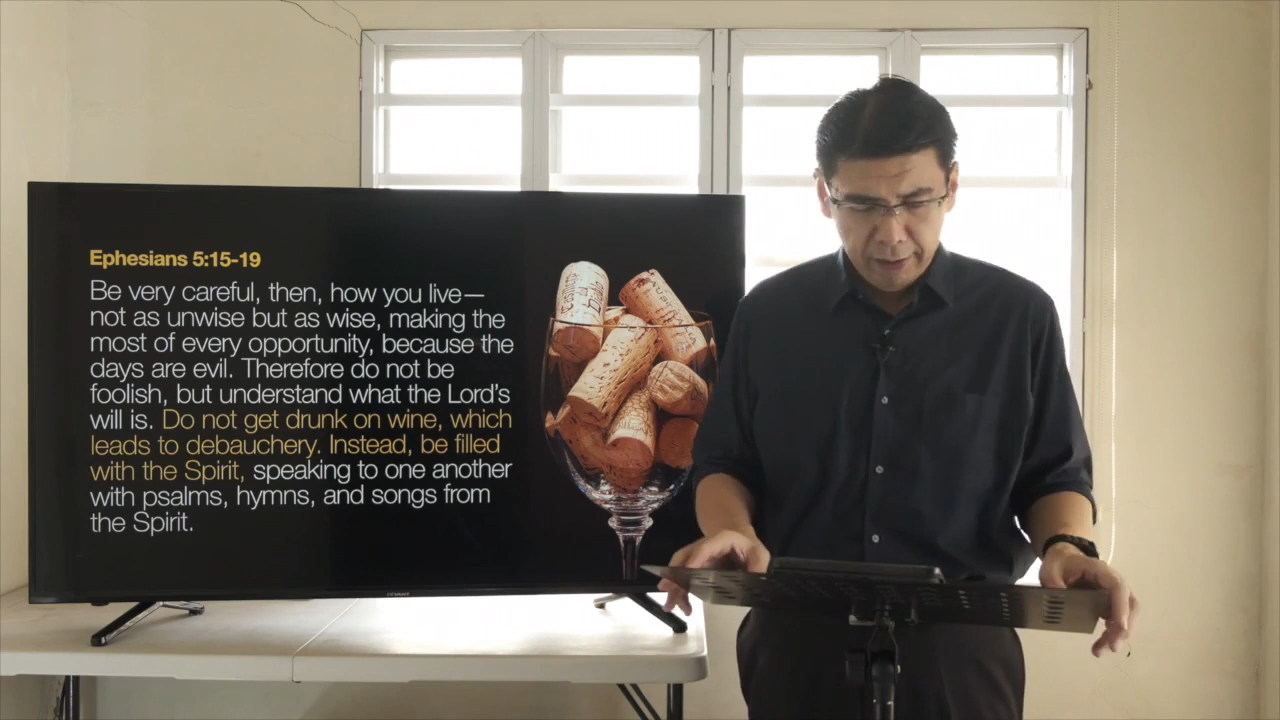 Ephesians 5:15-19
Be very careful, then, how you live—
not as unwise but as wise, making the
most of every opportunity, because the
days are evil. Therefore do not be
foolish, but understand what the Lord’s
will is. Do not get drunk on wine, which
leads to debauchery. Instead, be filled
with the Spirit, speaking to one another
with psalms, hymns, and songs from
the Spirit.